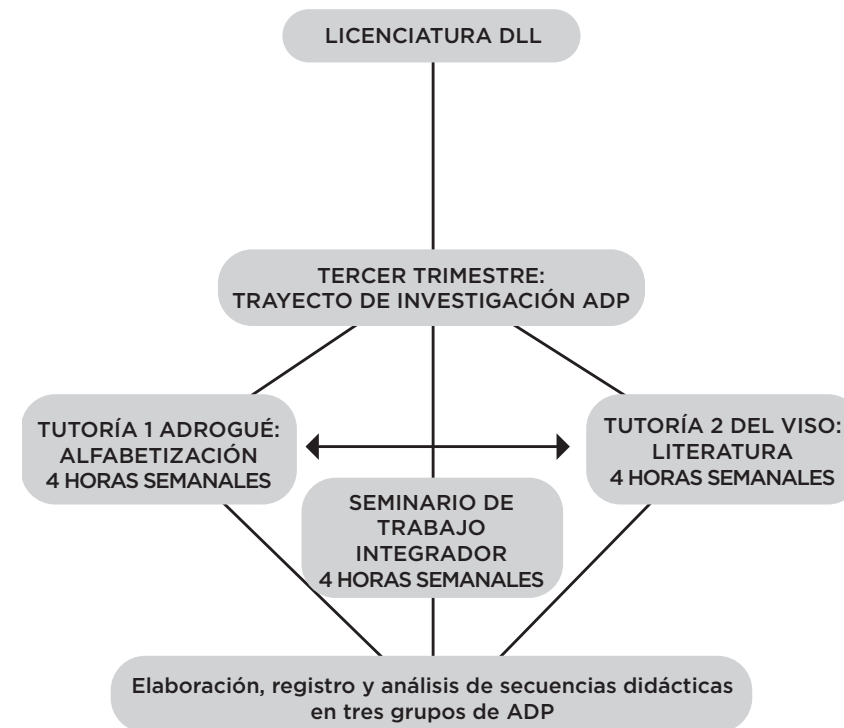 LICENCIATURA DLL
TERCER TRIMESTRE:
TRAYECTO DE INVESTIGACIÓN ADP
TUTORÍA 1 ADROGUÉ:
ALFABETIZACIÓN
4 HORAS SEMANALES
TUTORÍA 2 DEL VISO:
LITERATURA
4 HORAS SEMANALES
SEMINARIO DE
TRABAJO
INTEGRADOR
4 HORAS SEMANALES
Elaboración, registro y análisis de secuencias didácticas
en tres grupos de ADP